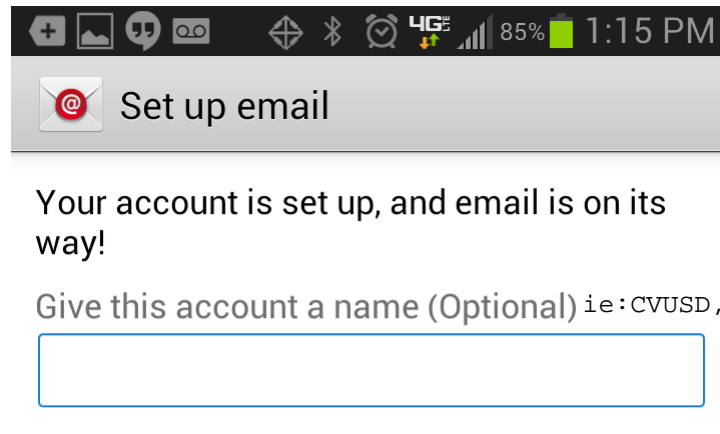 4G LTE 85% 1:15 PM
@ Set up email
Your account is set up, and email is on its
way!
Give this account a name (Optional) ie:CVUSD,